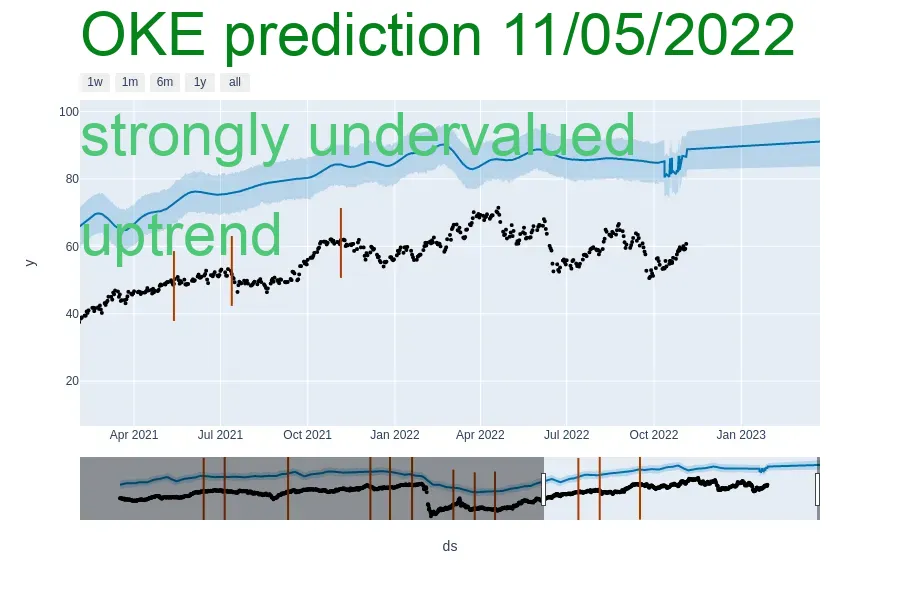 OKE prediction 11/05/2022
1w 1m 6m 1y all
strongly undervalued
uptrend
100
80
60
40
20
y
Apr 2021 Jul 2021 Oct 2021 Jan 2022 Apr 2022 Jul 2022 Oct 2022 Jan 2023
ds